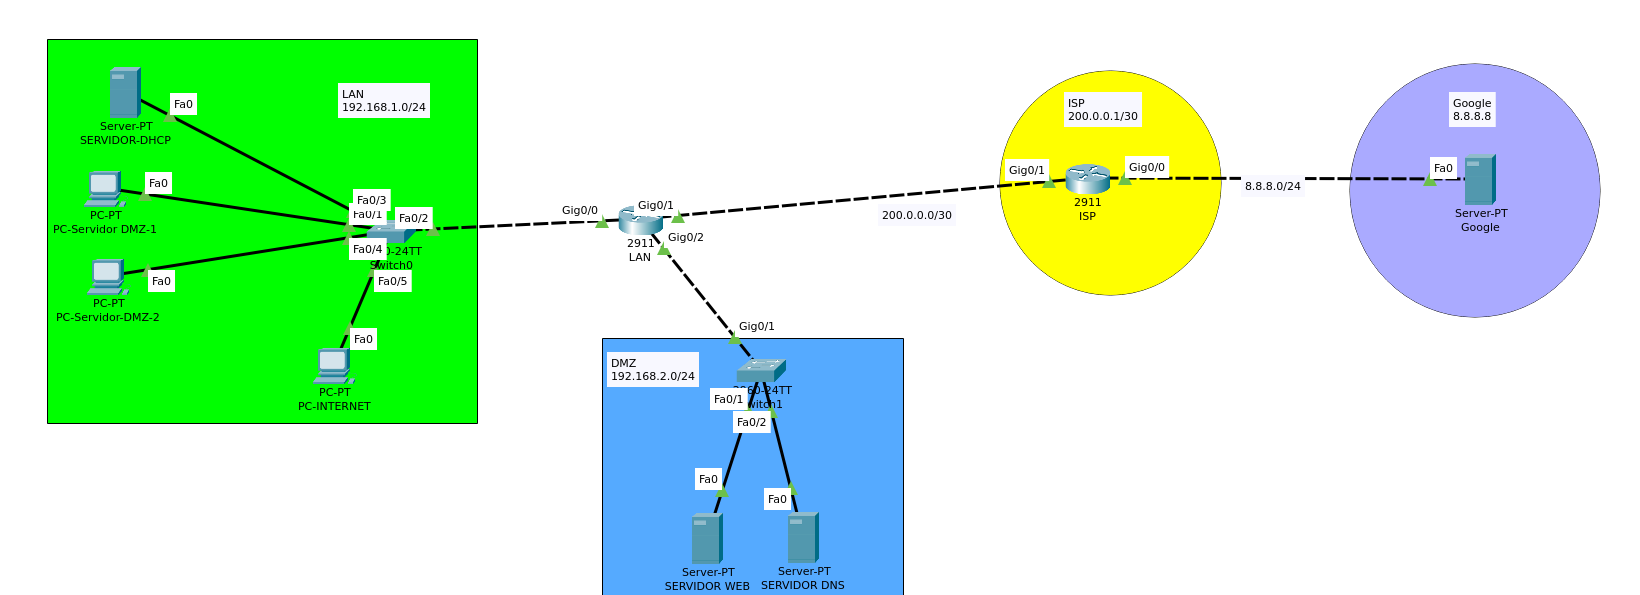 LAN
192.168.1.0/24
Fa0
Server-PT
SERVIDOR-DHCP
Fa0
PC-PT
PC-Servidor DMZ-1
Fa0/3
Fa0/1
Fa0/2
Fa0/4
0-24TT
Switch0
Fa0/5
Fa0
PC-PT
PC-Servidor-DMZ-2
Fa0
PC-PT
PC-INTERNET
Gig0/0
Gig0/1
Gig0/2
2911
LAN
200.0.0.0/30
ISP
200.0.0.1/30
Gig0/1
Gig0/0
2911
ISP
8.8.8.0/24
Google
8.8.8.8
Fa0
Server-PT
Google
Gig0/1
DMZ
192.168.2.0/24
2960-24TT
witch1
Fa0/1
Fa0/2
Fa0
Fa0
Server-PT
SERVIDOR WEB
Server-PT
SERVIDOR DNS